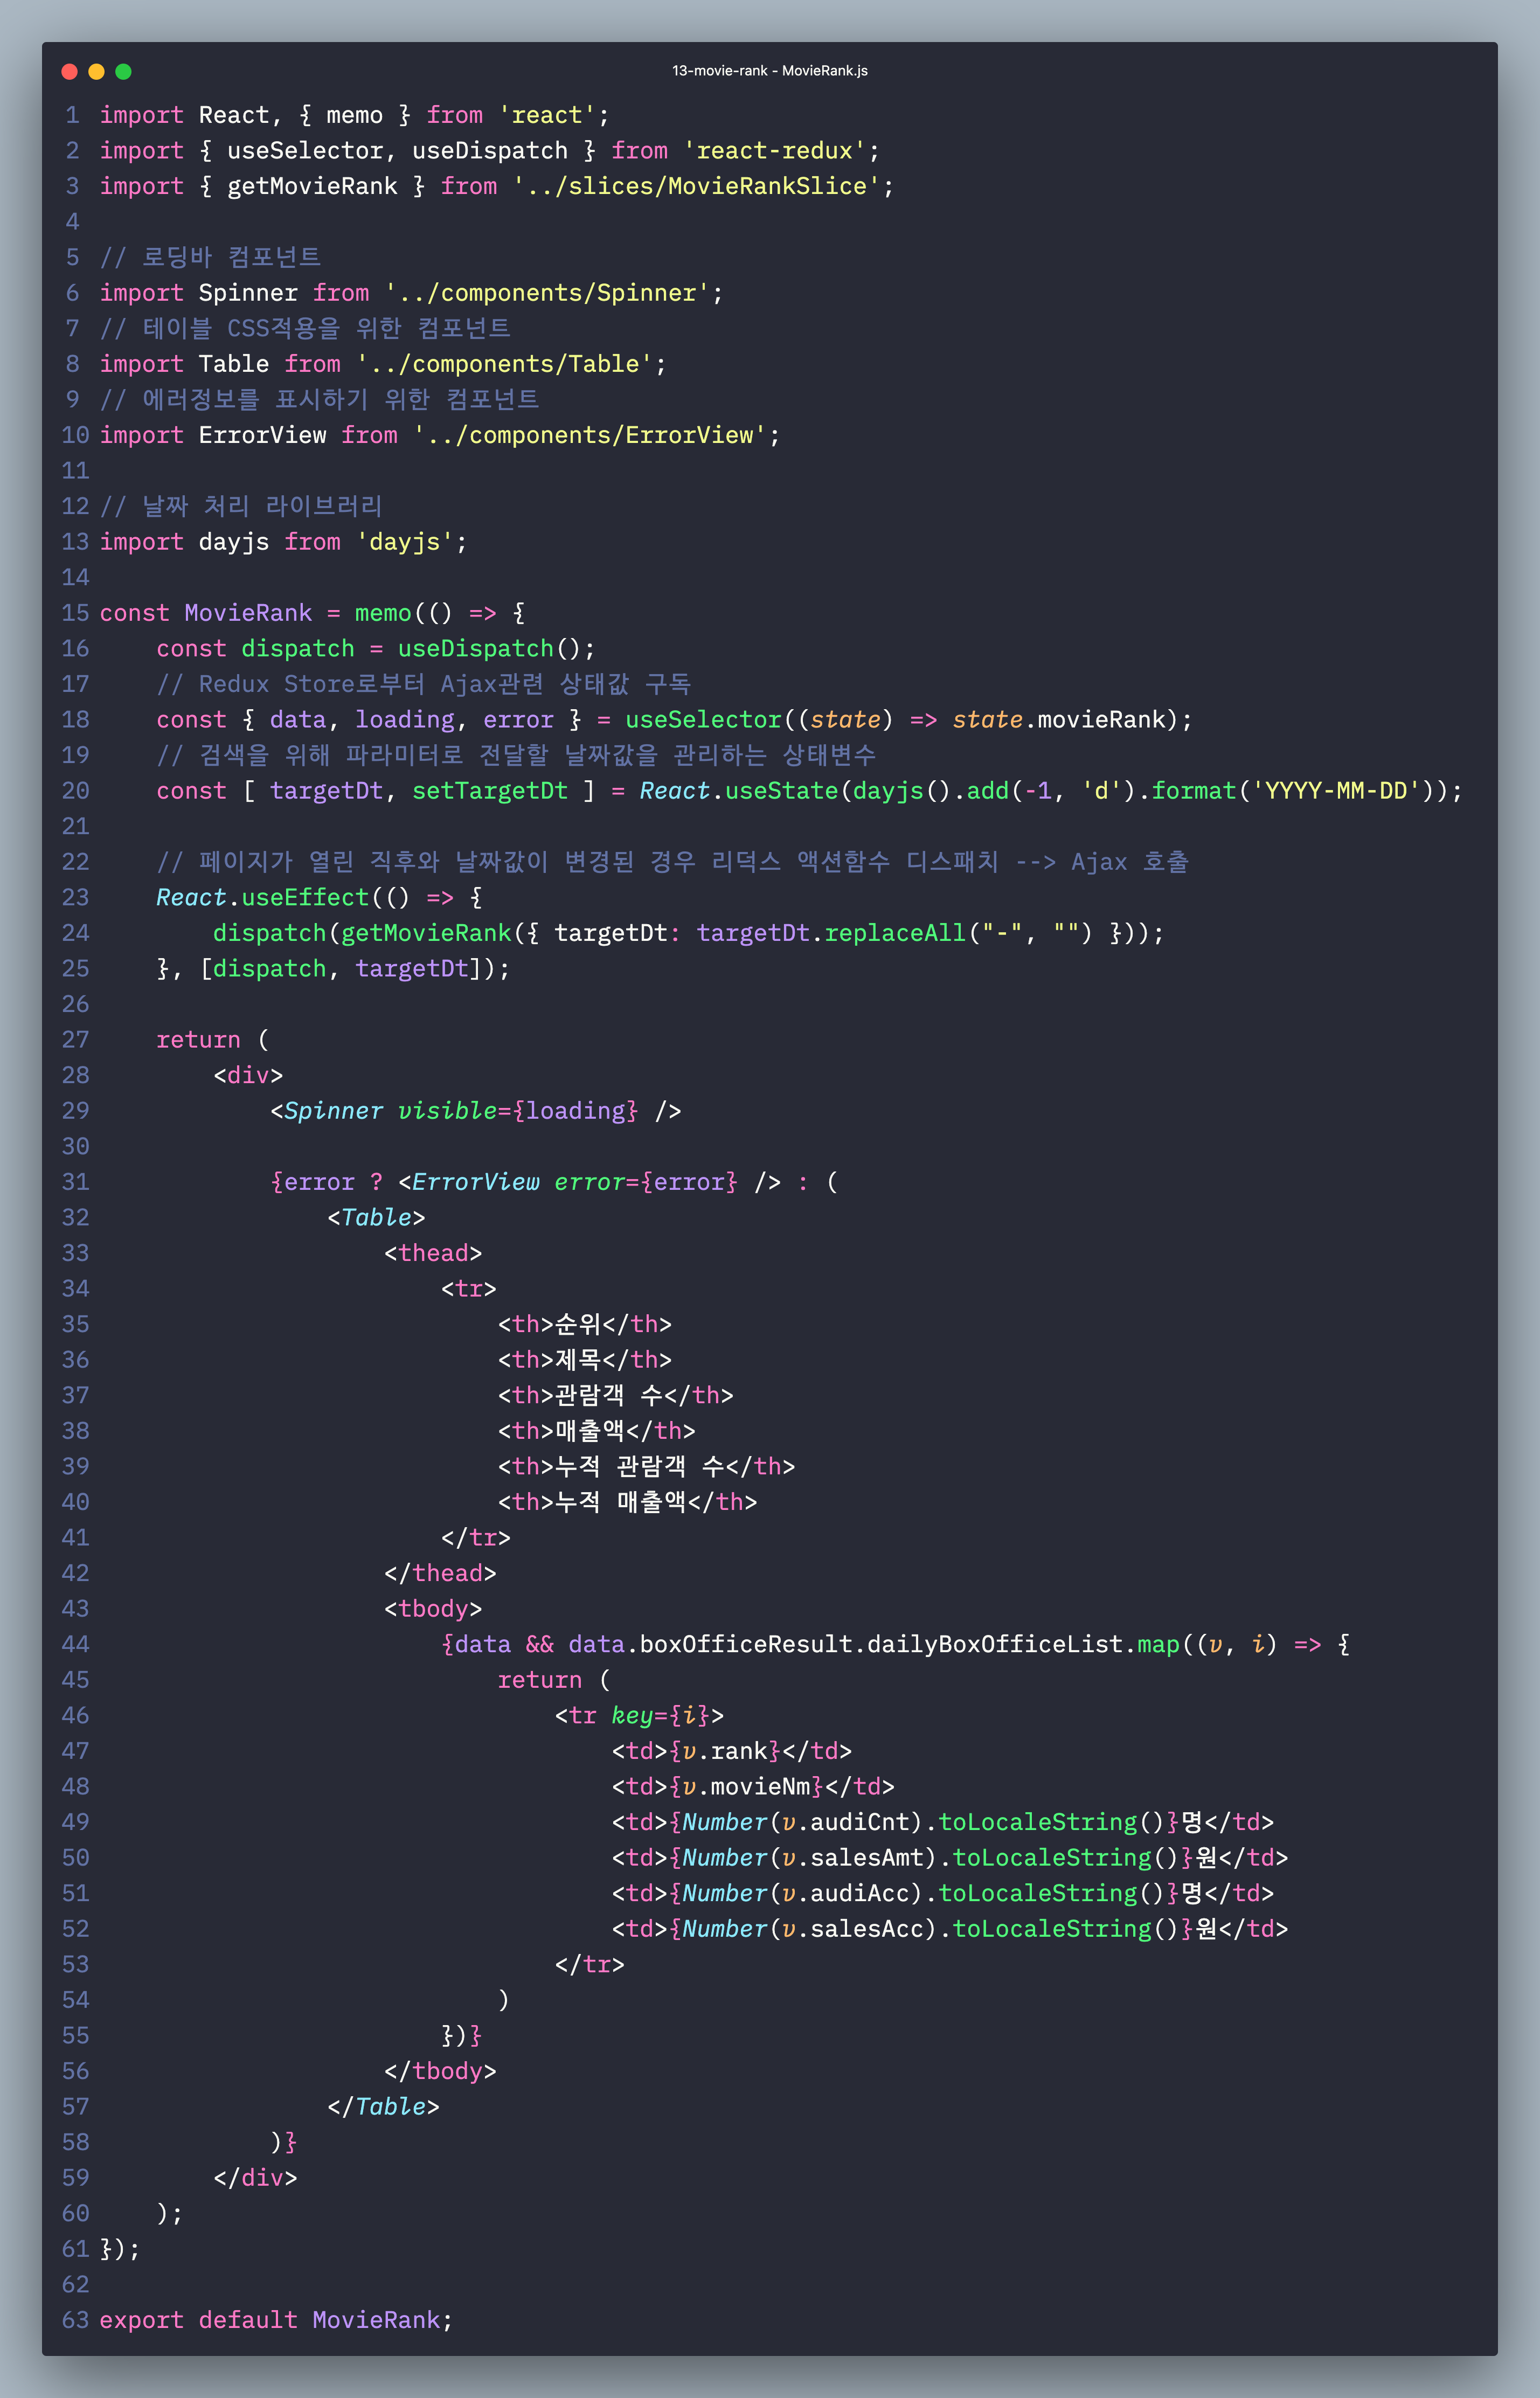 13-movie-rank - MovieRank.js
1 import React, { memo } from 'react';
2 import { useSelector, useDispatch } from 'react-redux';
3 import { getMovieRank } from '../slices/MovieRankSlice';
4
5 // 로딩바 컴포넌트
6 import Spinner from '../components/Spinner';
7 // 테이블 CSS적용을 위한 컴포넌트
8 import Table from '../components/Table';
9 // 에러정보를 표시하기 위한 컴포넌트
10 import ErrorView from '../components/ErrorView';
11
12 // 날짜 처리 라이브러리
13 import dayjs from 'dayjs';
14
15 const MovieRank = memo(() => {
16     const dispatch = useDispatch();
17     // Redux Store로부터 Ajax관련 상태값 구독
18     const { data, loading, error } = useSelector((state) => state.movieRank);
19     // 검색을 위해 파라미터로 전달할 날짜값을 관리하는 상태변수
20     const [ targetDt, setTargetDt ] = React.useState(dayjs().add(-1, 'd').format('YYYY-MM-DD'));
21
22     // 페이지가 열린 직후와 날짜값이 변경된 경우 리덕스 액션함수 디스패치 --> Ajax 호출
23     React.useEffect(() => {
24         dispatch(getMovieRank({ targetDt: targetDt.replaceAll("-", "") }));
25     }, [dispatch, targetDt]);
26
27     return (
28         <div>
29             <Spinner visible={loading} />
30
31             {error ? <ErrorView error={error} /> : (
32                 <Table>
33                     <thead>
34                         <tr>
35                             <th>순위</th>
36                             <th>제목</th>
37                             <th>관람객 수</th>
38                             <th>매출액</th>
39                             <th>누적 관람객 수</th>
40                             <th>누적 매출액</th>
41                         </tr>
42                     </thead>
43                     <tbody>
44                         {data && data.boxOfficeResult.dailyBoxOfficeList.map((v, i) => {
45                             return (
46                                 <tr key={i}>
47                                     <td>{v.rank}</td>
48                                     <td>{v.movieNm}</td>
49                                     <td>{Number(v.audiCnt).toLocaleString()}명</td>
50                                     <td>{Number(v.salesAmt).toLocaleString()}원</td>
51                                     <td>{Number(v.audiAcc).toLocaleString()}명</td>
52                                     <td>{Number(v.salesAcc).toLocaleString()}원</td>
53                                 </tr>
54                             )
55                         })}
56                     </tbody>
57                 </Table>
58             )}
59         </div>
60     );
61 });
62
63 export default MovieRank;